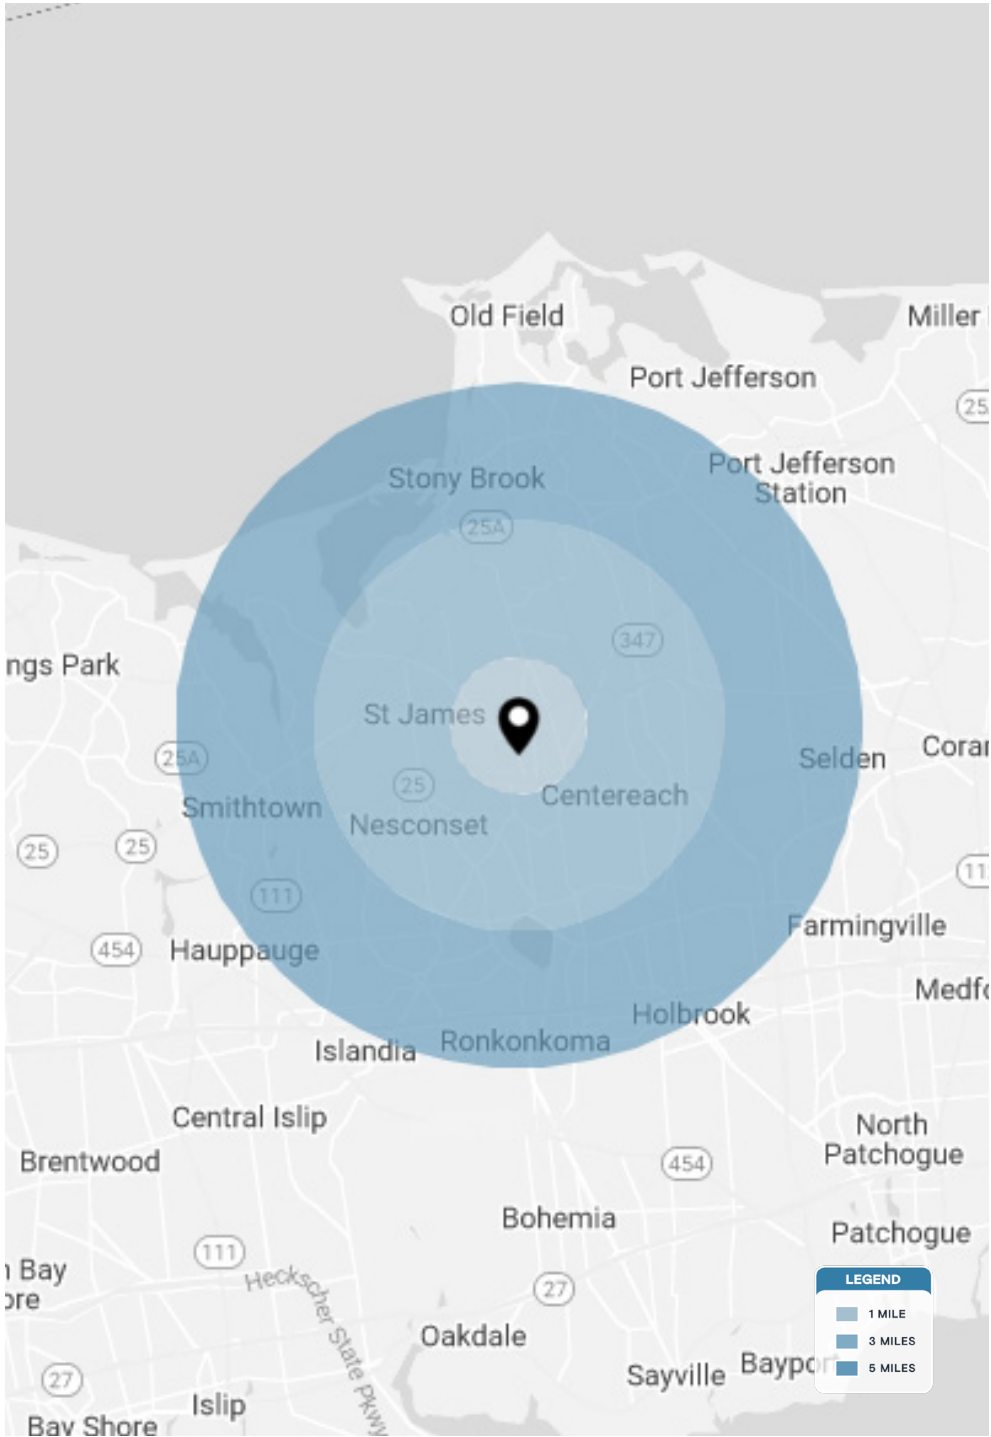 Old Field
Miller
Port Jefferson
25
Port Jefferson
Station
Stony Brook
25A
347
ngs Park
St James
25A
Selden
Coran
25
Centereach
Smithtown
Nesconset
25
25
111
11
Farmingville
454
Hauppauge
Medfo
Holbrook
Ronkonkoma
Islandia
Central Islip
North
Patchogue
Brentwood
454
Bohemia
Patchogue
111
Bay
ore
Heckscher State Pkwy
27
LEGEND
1 MILE
3 MILES
5 MILES
Oakdale
Sayville
Baypor
27
Islip
Bay Shore